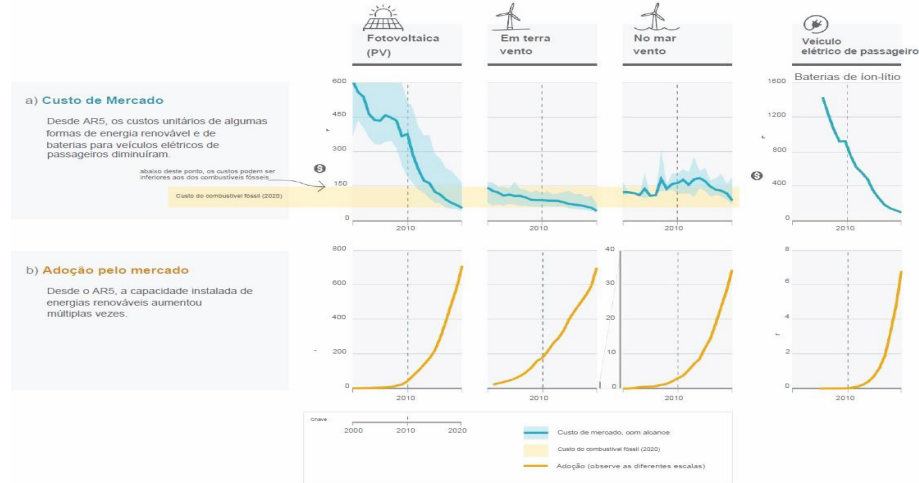 Fotovoltaica
(PV)
Em terra
vento
No mar
vento
Veículo
elétrico de passageiro
Baterias de íon-lítio
a) Custo de Mercado
Desde AR5, os custos unitários de algumas
formas de energia renovável e de
baterias para veículos elétricos de
passageiros diminuíram.
abaixo deste ponto, os custos podem ser
inferiores aos dos combustíveis fósseis
Custo do combustível fóssil (2020)
600
450
300
150
0
2010
2010
2010
1600
1200
800
400
0
2010
b) Adoção pelo mercado
Desde o AR5, a capacidade instalada de
energias renováveis aumentou
múltiplas vezes.
800
600
400
200
0
2010
2010
40
30
20
10
0
2010
8
6
4
2
0
2010
Chave
2000 2010 2020
Custo de mercado, com alcance
Custo do combustível fóssil (2020)
Adoção (observe as diferentes escalas)